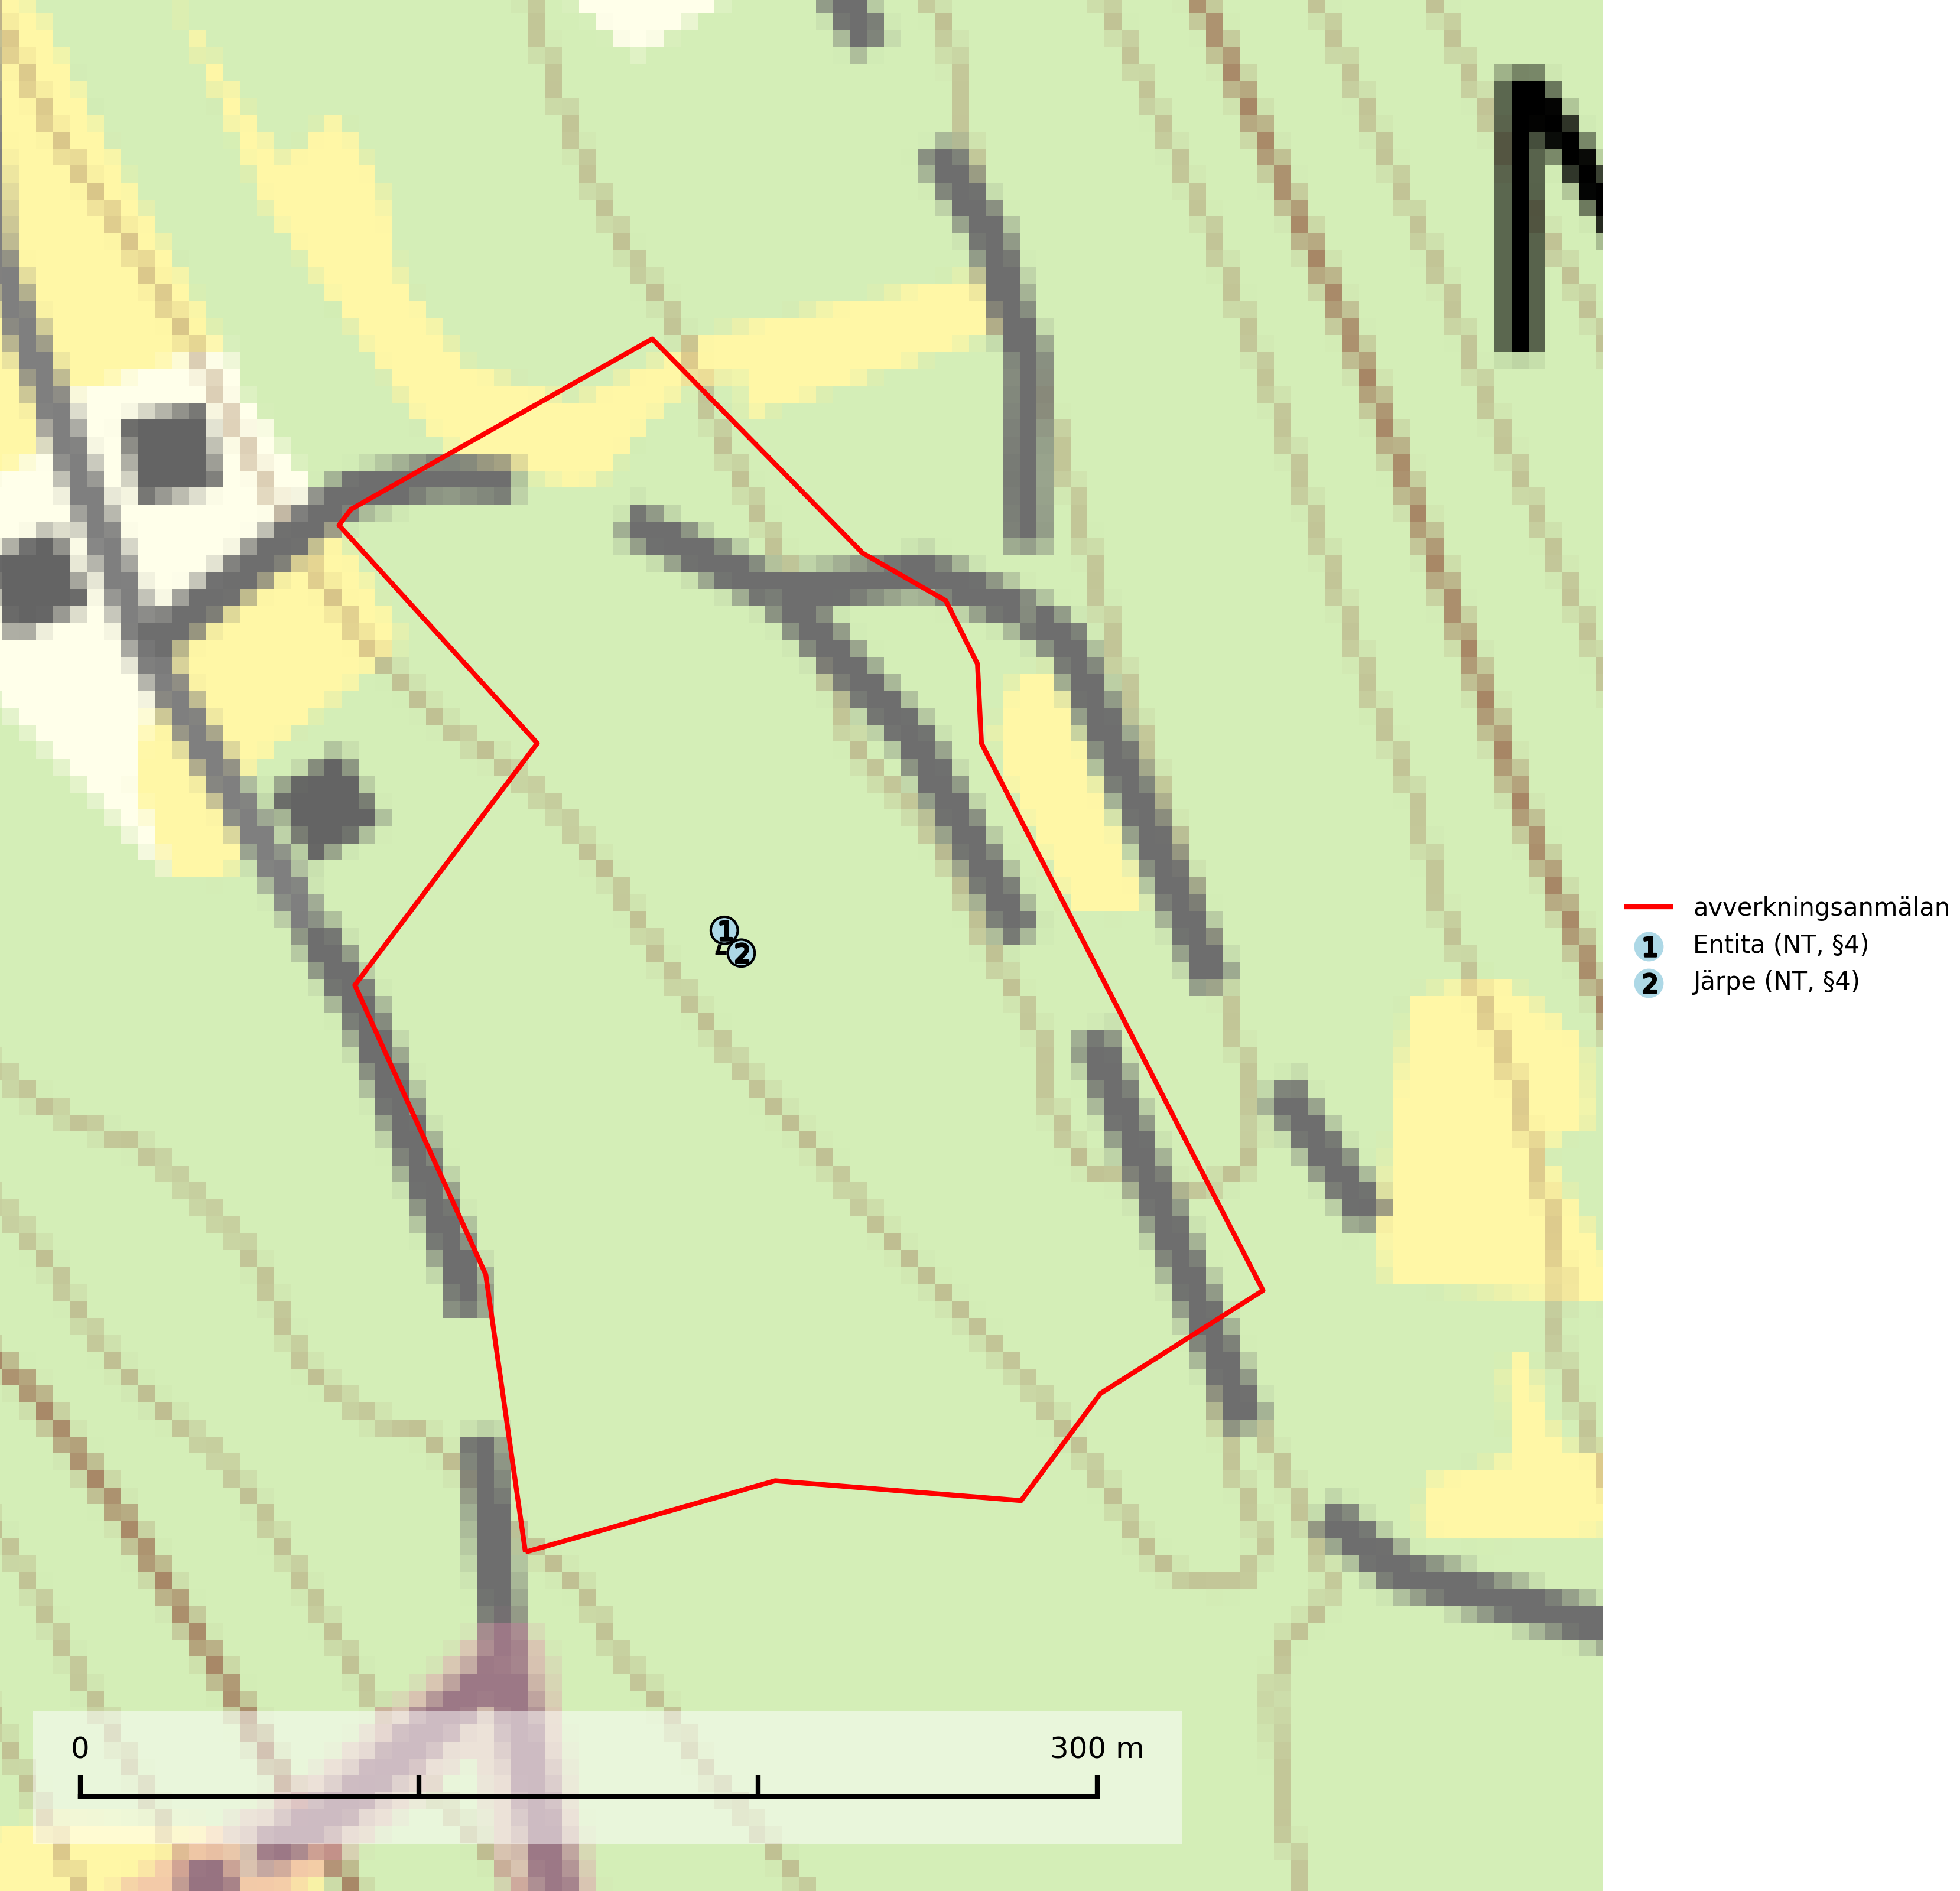 1
2
avverkningsanmälan
1 Entita (NT, §4)
2 Järpe (NT, §4)
0 300 m